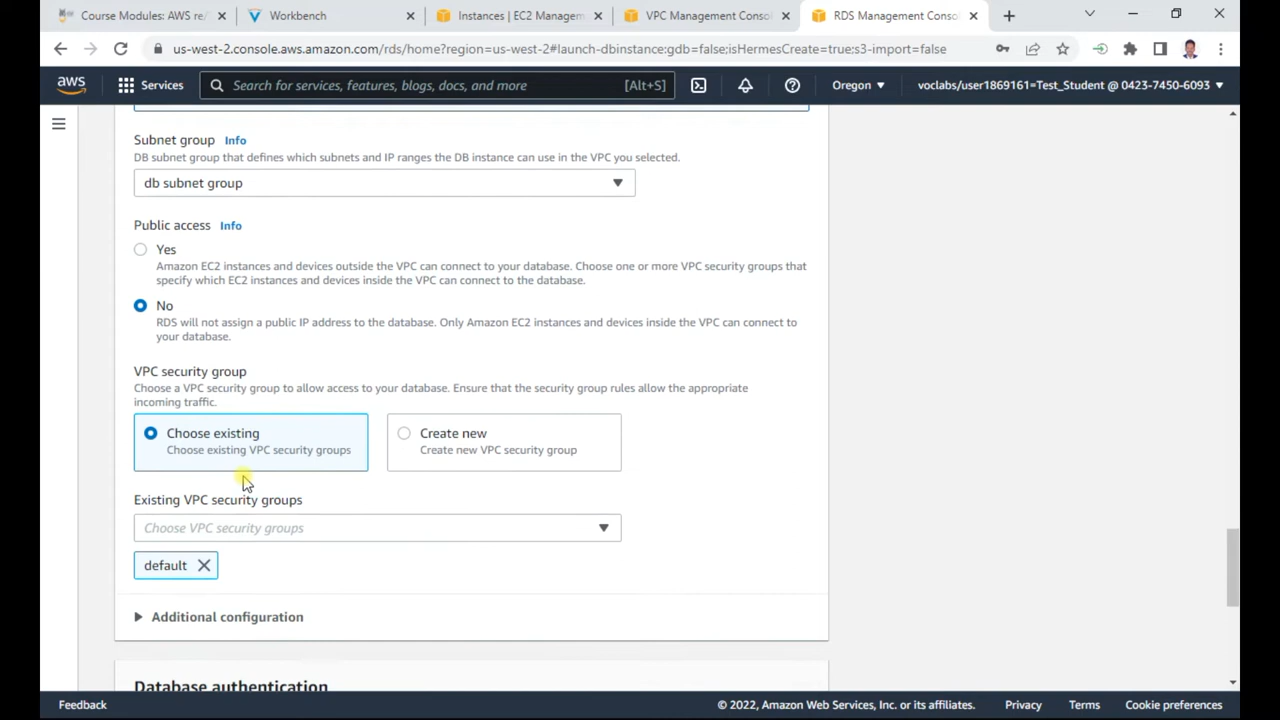 Course Modules: AWS re/
Workbench
Instances | EC2 Managem
VPC Management Conso
RDS Management Conso
us-west-2.console.aws.amazon.com/rds/home?region=us-west-2#launch-dbinstance:gdb=false;isHermesCreate=true;s3-import=false
aws
Services
Search for services, features, blogs, docs, and more
[Alt+S]
Oregon
voclabs/user1869161=Test_Student @ 0423-7450-6093
Subnet group Info
DB subnet group that defines which subnets and IP ranges the DB instance can use in the VPC you selected.
db subnet group
Public access Info
Yes
Amazon EC2 instances and devices outside the VPC can connect to your database. Choose one or more VPC security groups that
specify which EC2 instances and devices inside the VPC can connect to the database.
No
RDS will not assign a public IP address to the database. Only Amazon EC2 instances and devices inside the VPC can connect to
your database.
VPC security group
Choose a VPC security group to allow access to your database. Ensure that the security group rules allow the appropriate
incoming traffic.
Choose existing
Choose existing VPC security groups
Create new
Create new VPC security group
Existing VPC security groups
Choose VPC security groups
default
Additional configuration
Database authentication
Feedback
© 2022, Amazon Web Services, Inc. or its affiliates.
Privacy
Terms
Cookie preferences